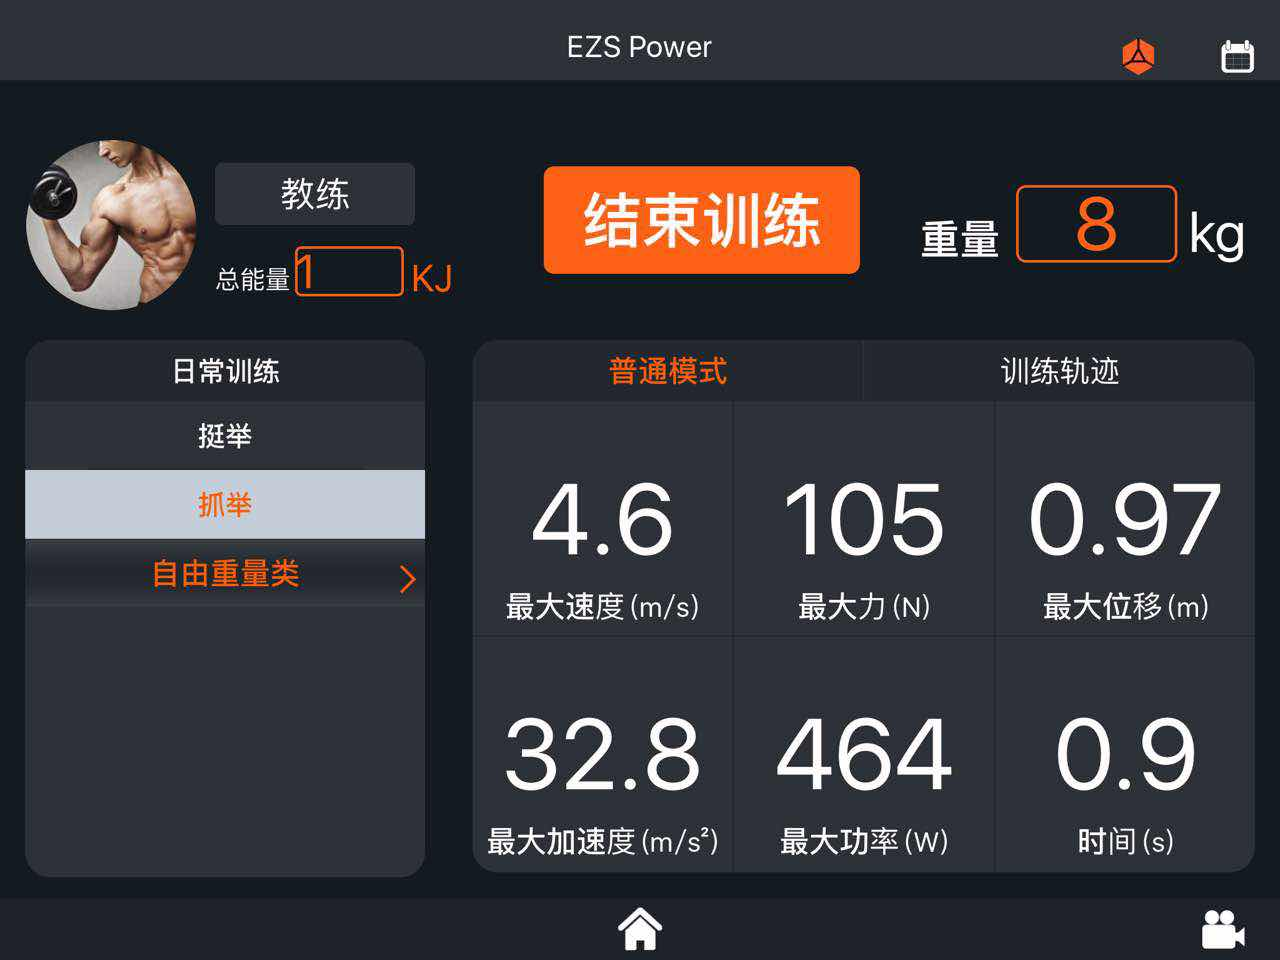 EZS Power
教练
总能量 1 KJ
结束训练
重量 8 kg
日常训练
挺举
抓举
自由重量类
普通模式
训练轨迹
4.6
最大速度(m/s)
105
最大力(N)
0.97
最大位移(m)
32.8
最大加速度(m/s²)
464
最大功率(W)
0.9
时间(s)